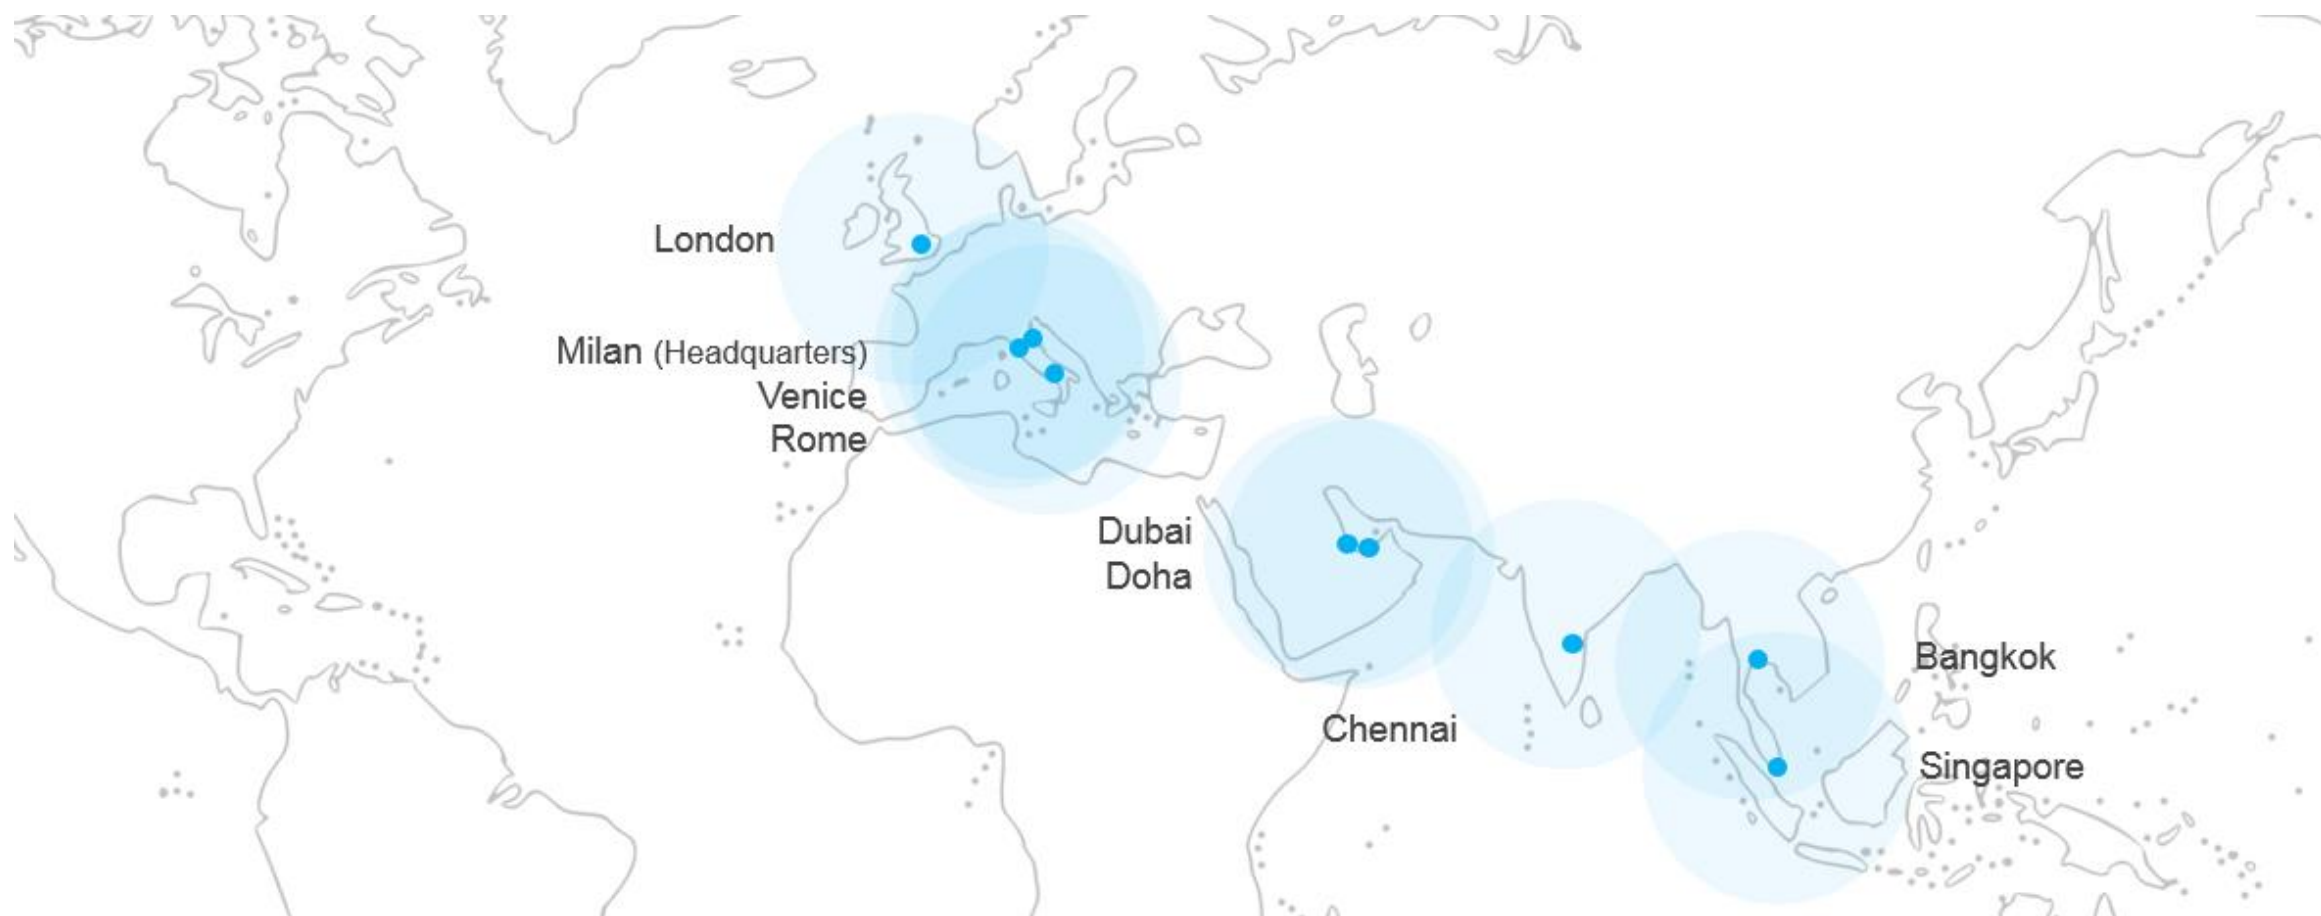 London
Milan (Headquarters)
Venice
Rome
Dubai
Doha
Bangkok
Chennai
Singapore